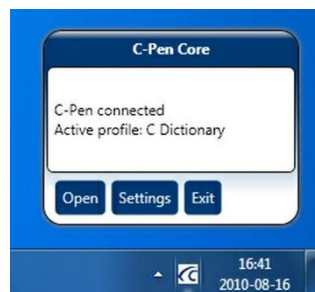 C-Pen Core
C-Pen connected
Active profile: C Dictionary
Open Settings Exit
16:41
2010-08-16